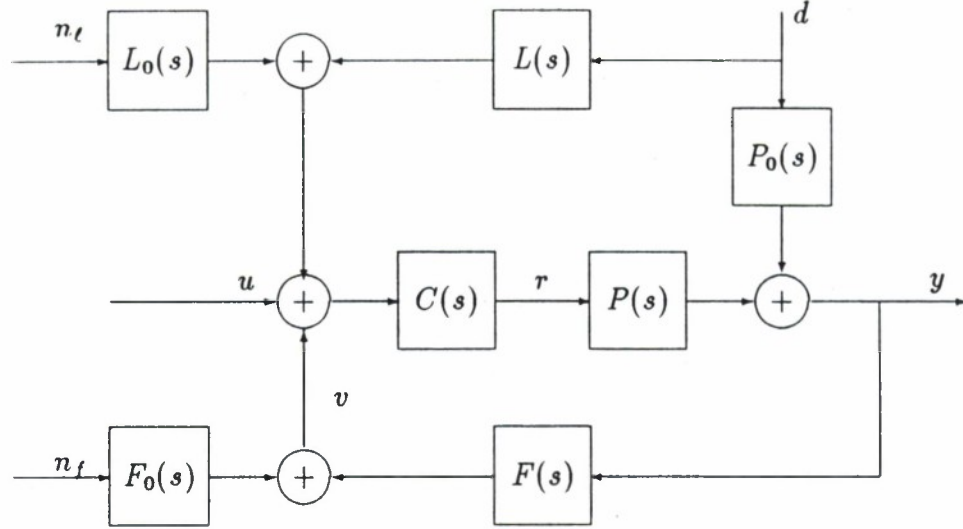 n_ℓ
L_0(s)
+
L(s)
d
P_0(s)
u
+
C(s)
r
P(s)
+
y
v
n_f
F_0(s)
+
F(s)